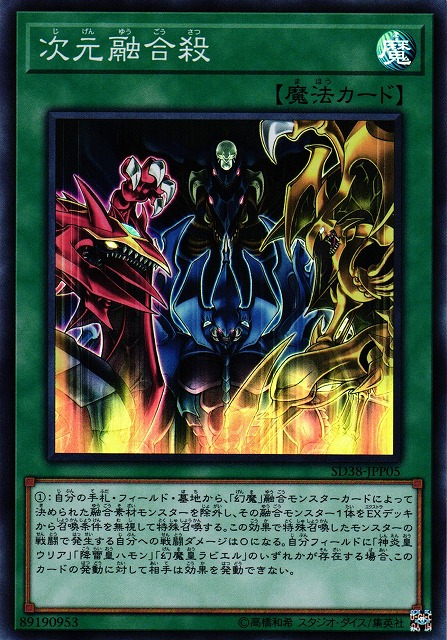 次元融合殺
魔
【魔法カード】
SD38-JPP05
①：自分の手札・フィールド・墓地から、「幻魔」融合モンスターカードによって
決められた融合素材モンスターを除外し、その融合モンスター１体をEXデッキ
から召喚条件を無視して特殊召喚する。この効果で特殊召喚したモンスターの
戦闘で発生する自分への戦闘ダメージは０になる。自分フィールドに「神炎皇
ウリア」「降雷皇ハモン」「幻魔皇ラビエル」のいずれかが存在する場合、この
カードの発動に対して相手は効果を発動できない。
89190953
©高橋和希 スタジオ・ダイス/集英社